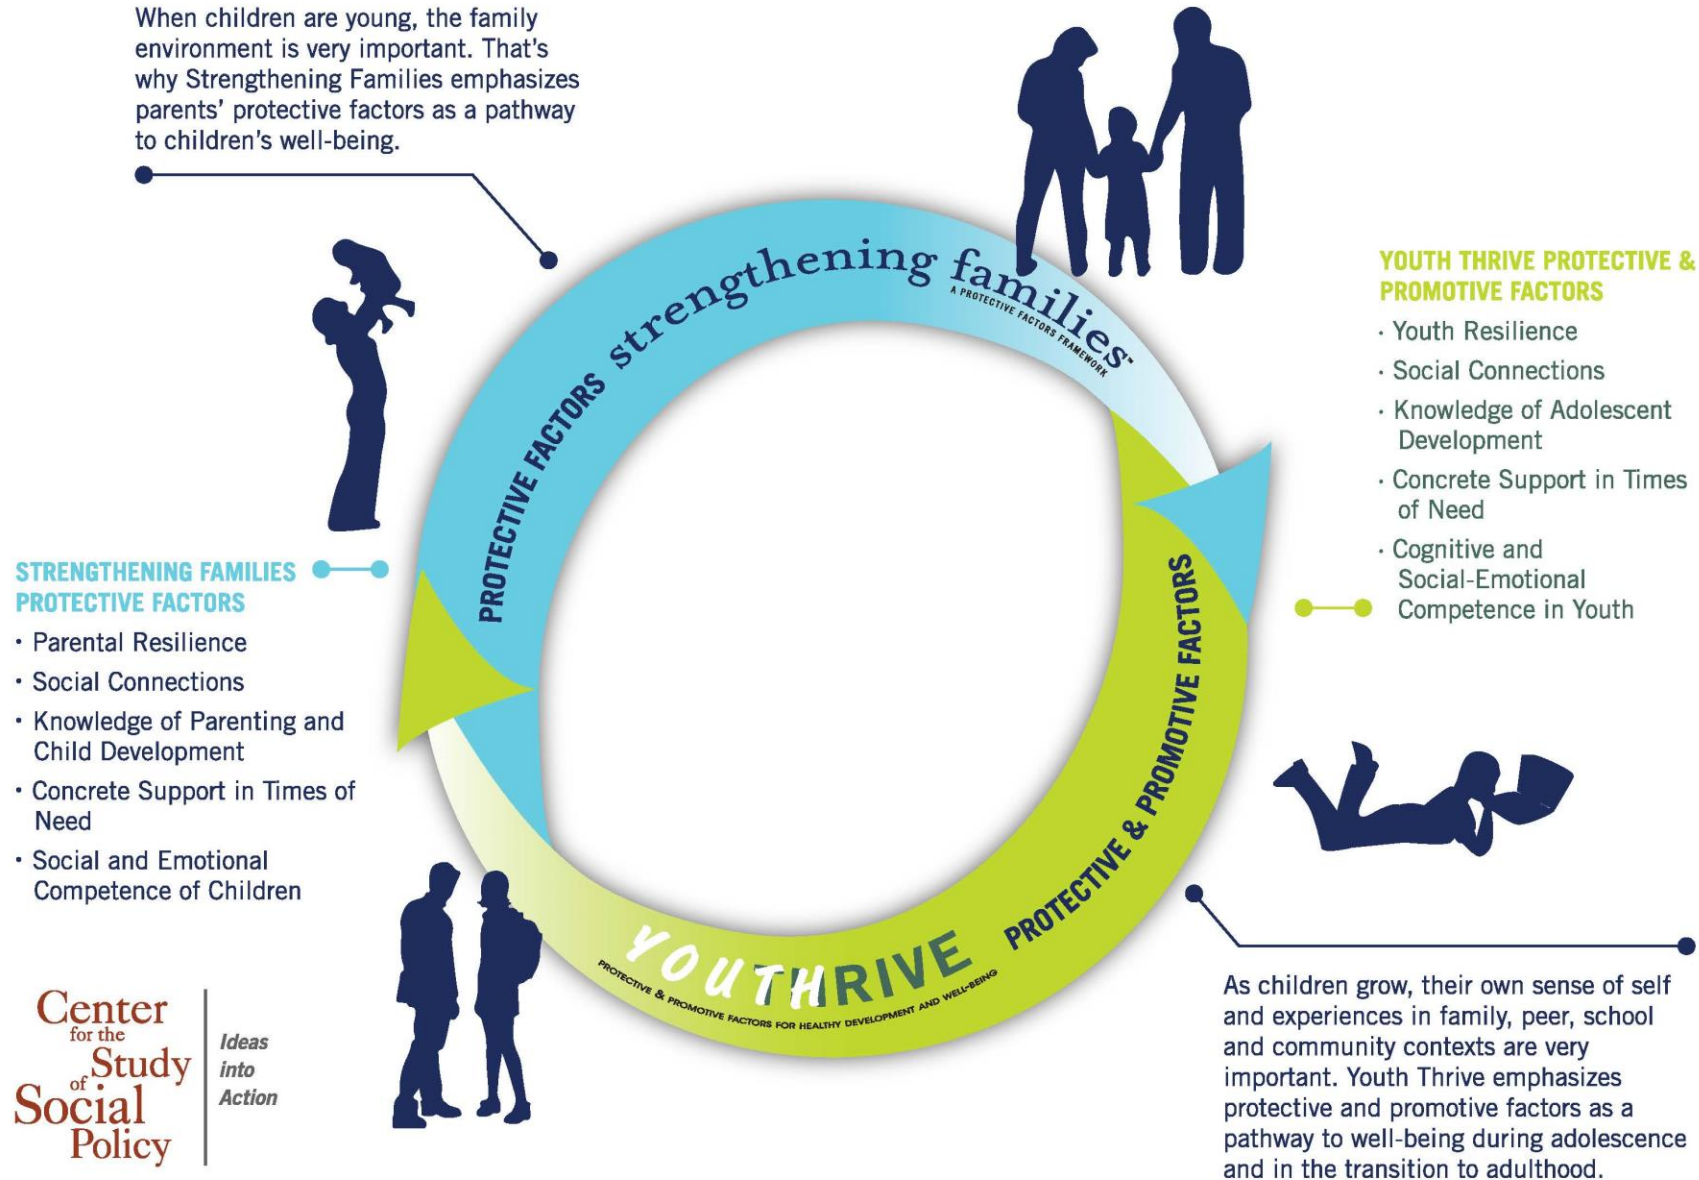 When children are young, the family
environment is very important. That's
why Strengthening Families emphasizes
parents' protective factors as a pathway
to children's well-being.
PROTECTIVE FACTORS strengthening families™
A PROTECTIVE FACTORS FRAMEWORK
YOUTH THRIVE PROTECTIVE &
PROMOTIVE FACTORS
· Youth Resilience
· Social Connections
· Knowledge of Adolescent
Development
· Concrete Support in Times
of Need
· Cognitive and
Social-Emotional
Competence in Youth
STRENGTHENING FAMILIES
PROTECTIVE FACTORS
• Parental Resilience
• Social Connections
• Knowledge of Parenting and
Child Development
• Concrete Support in Times of
Need
• Social and Emotional
Competence of Children
YOUTHRIVE PROTECTIVE & PROMOTIVE FACTORS
PROTECTIVE & PROMOTIVE FACTORS FOR HEALTHY DEVELOPMENT AND WELL-BEING
Center
for the
Study
of
Social
Policy
Ideas
into
Action
As children grow, their own sense of self
and experiences in family, peer, school
and community contexts are very
important. Youth Thrive emphasizes
protective and promotive factors as a
pathway to well-being during adolescence
and in the transition to adulthood.